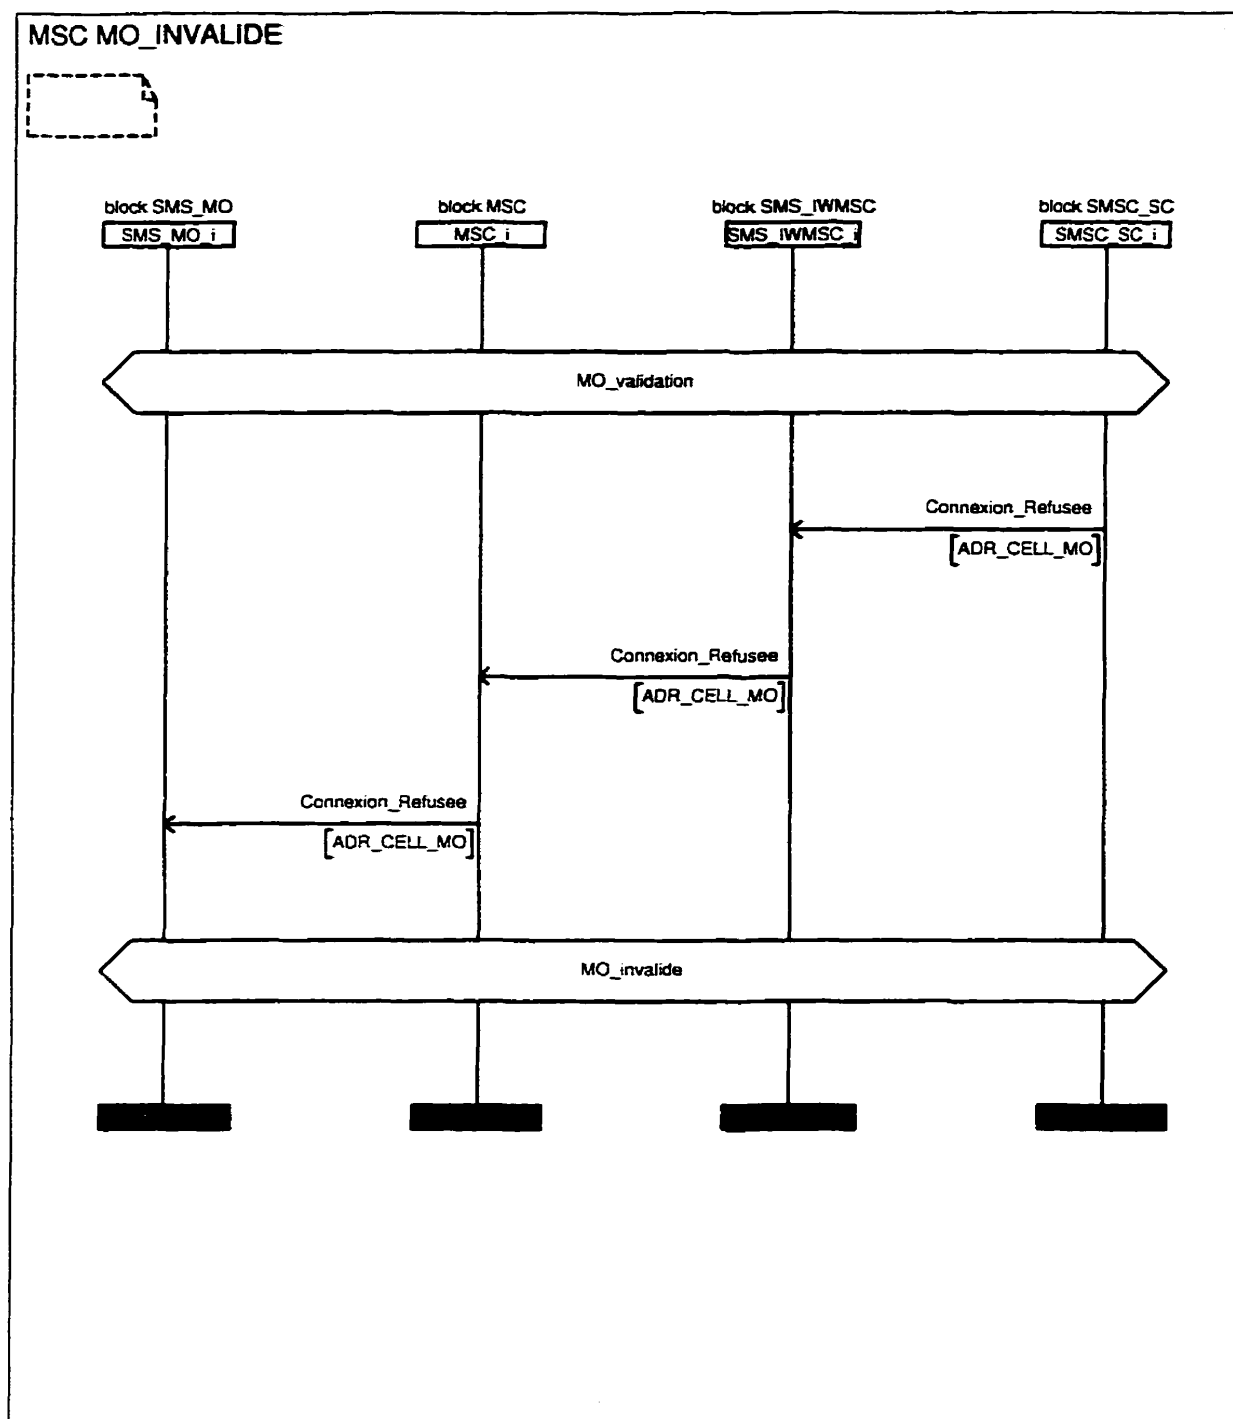 MSC MO_INVALIDE
block SMS_MO block MSC block SMS_IWMSC block SMSC_SC
SMS_MO_i MSC_i SMS_IWMSC_i SMSC_SC_i
MO_validation
Connexion_Refusee
[ADR_CELL_MO]
Connexion_Refusee
[ADR_CELL_MO]
Connexion_Refusee
[ADR_CELL_MO]
MO_invalide